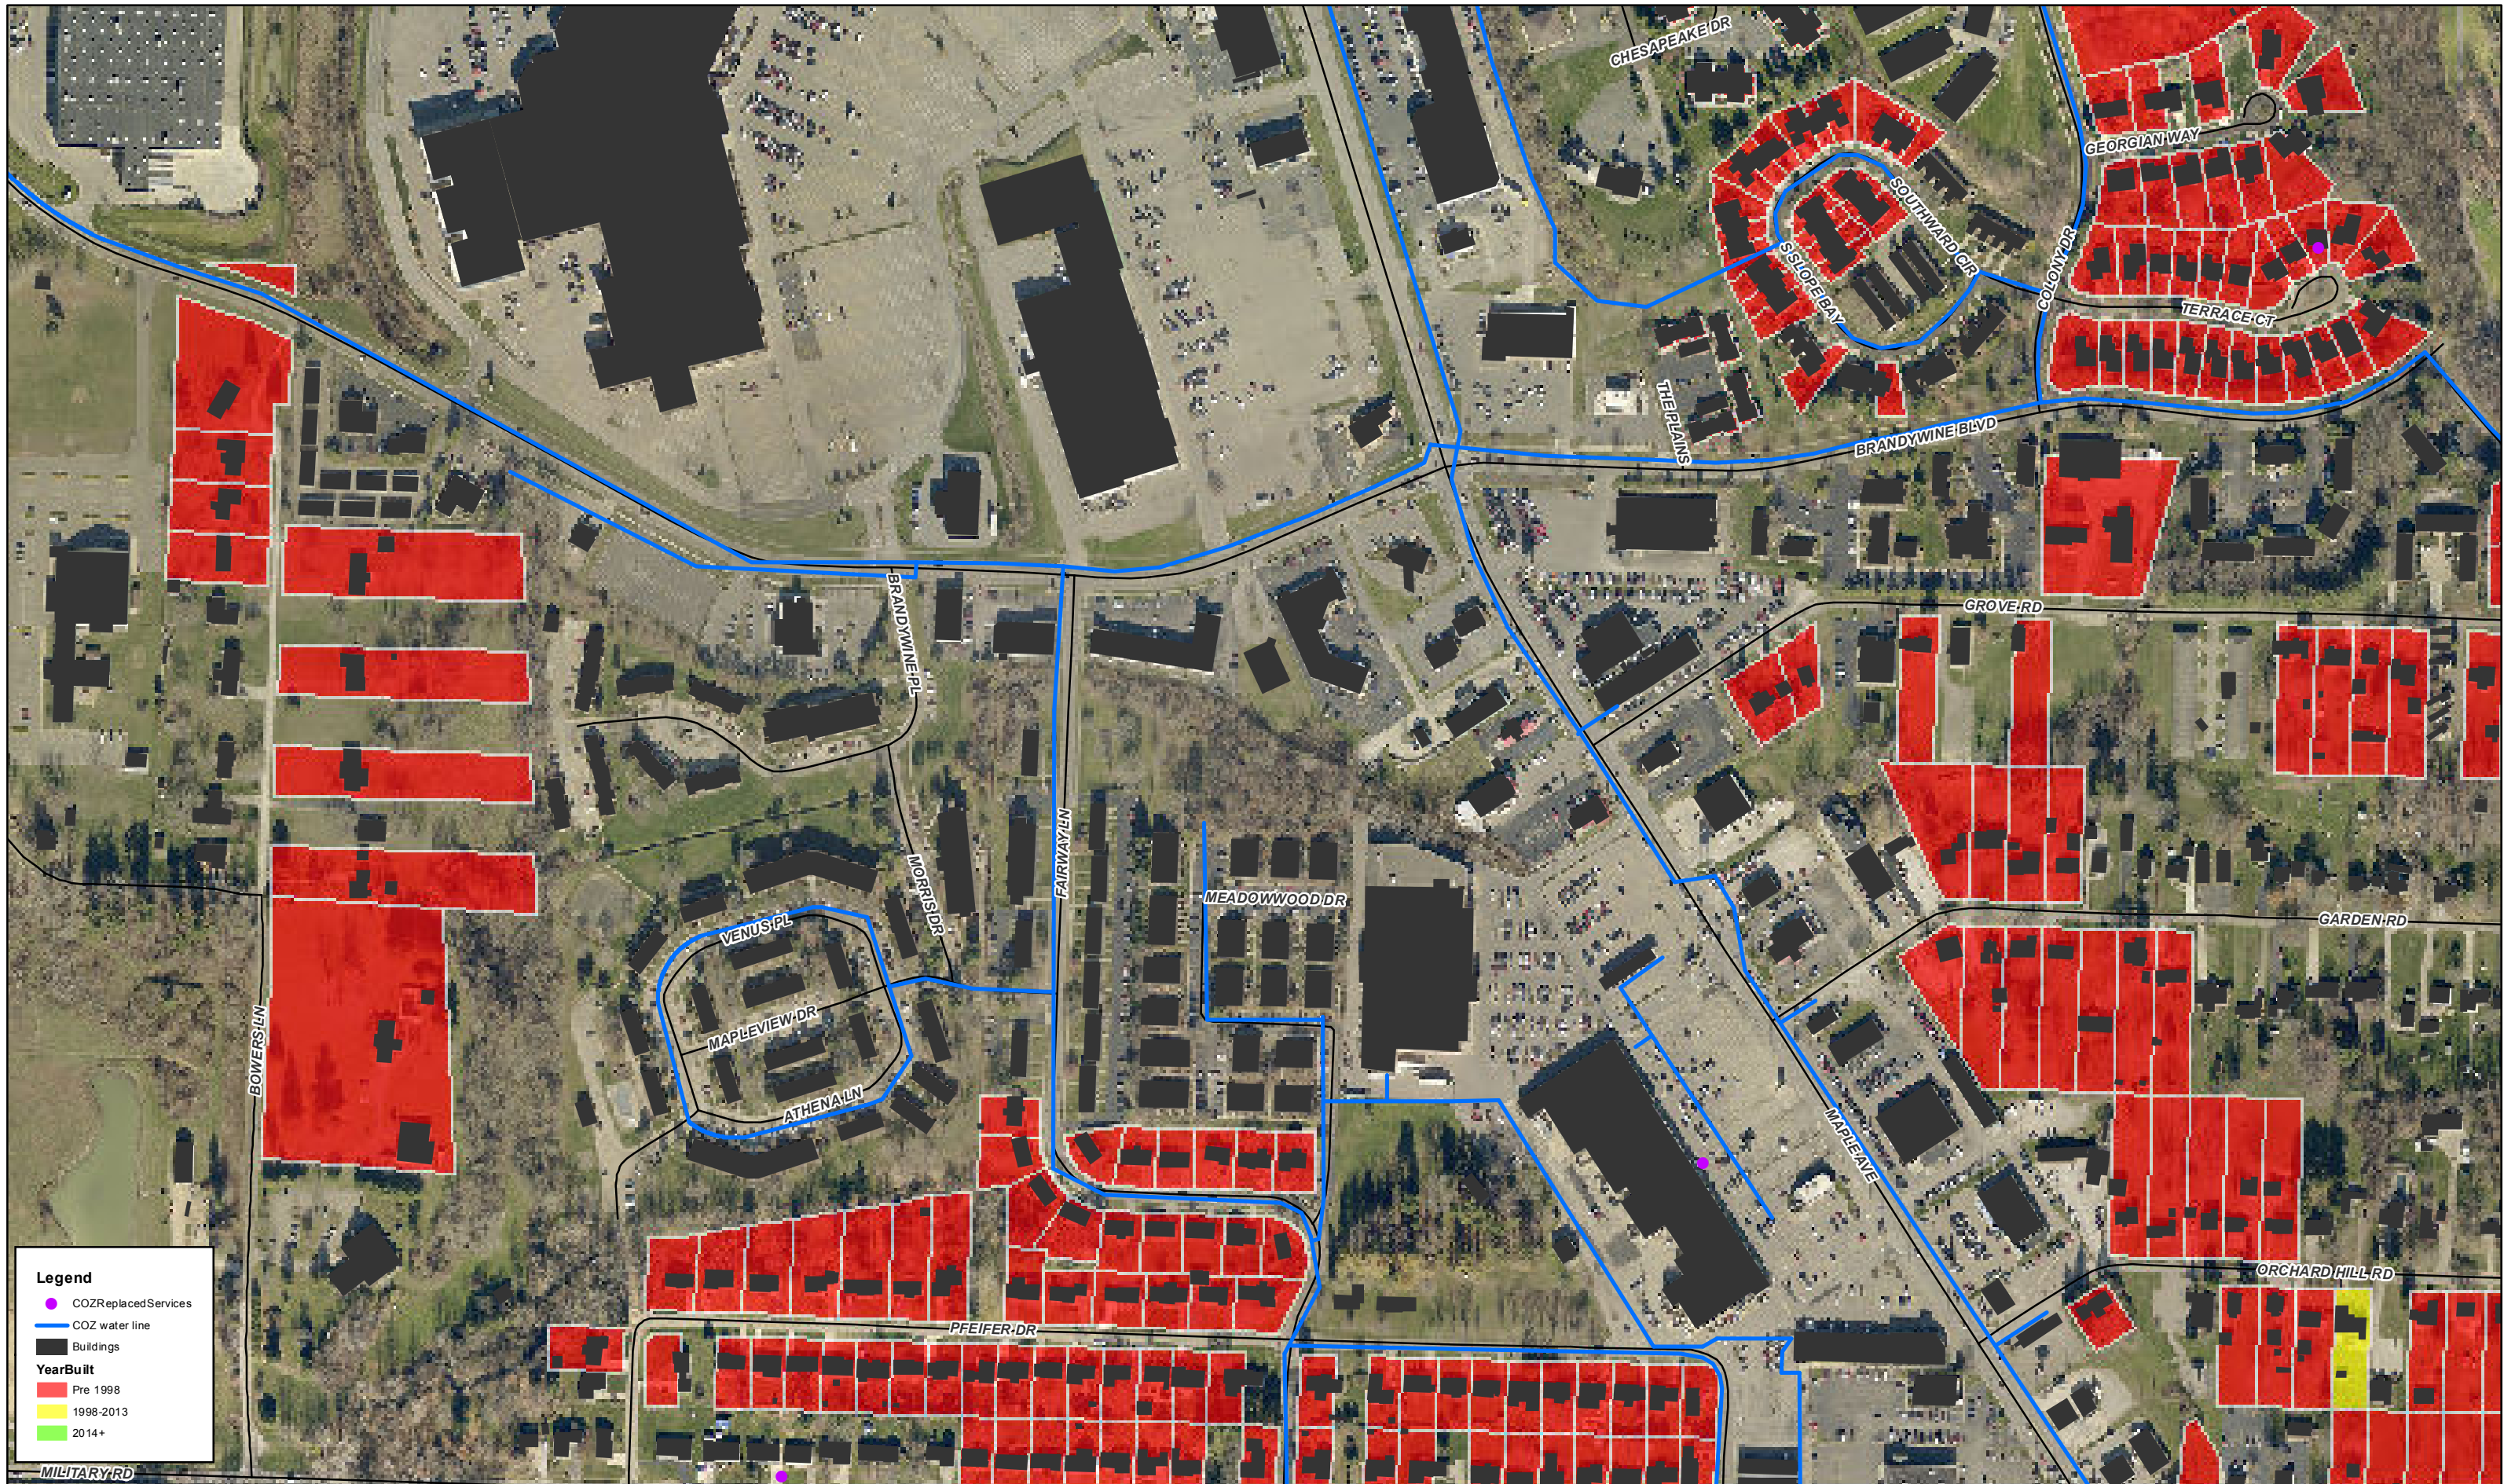 CHESAPEAKE DR
GEORGIAN WAY
SOUTHWARD CIR
S SLOPE BAY
COLONY DR
TERRACE CT
THE PLAINS
BRANDYWINE BLVD
BRANDYWINE PL
GROVE RD
FAIRWAY LN
MORRIS DR
MEADOWWOOD DR
VENUS PL
GARDEN RD
MAPLEVIEW DR
BOWERS LN
ATHENA LN
MAPLE AVE
ORCHARD HILL RD
PFEIFER DR
Legend
COZReplacedServices
COZ water line
Buildings
YearBuilt
Pre 1998
1998-2013
2014+
MILITARY RD